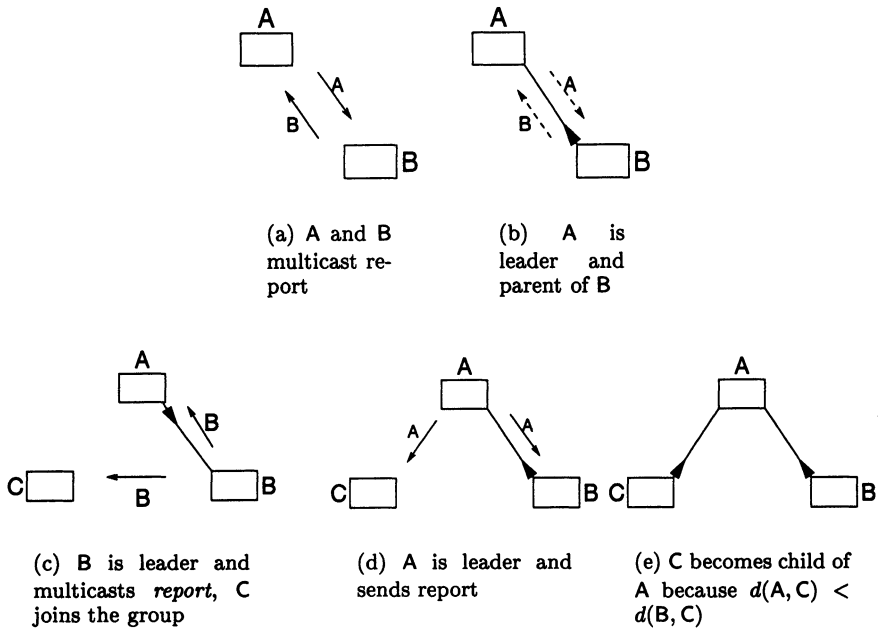 A
A
A
A
B
B
B
B
(a) A and B
multicast re-
port
(b) A is
leader and
parent of B
A
A
A
B
A
A
C
B
B
C
B
C
B
(c) B is leader and
multicasts report, C
joins the group
(d) A is leader and
sends report
(e) C becomes child of
A because d(A, C) <
d(B, C)